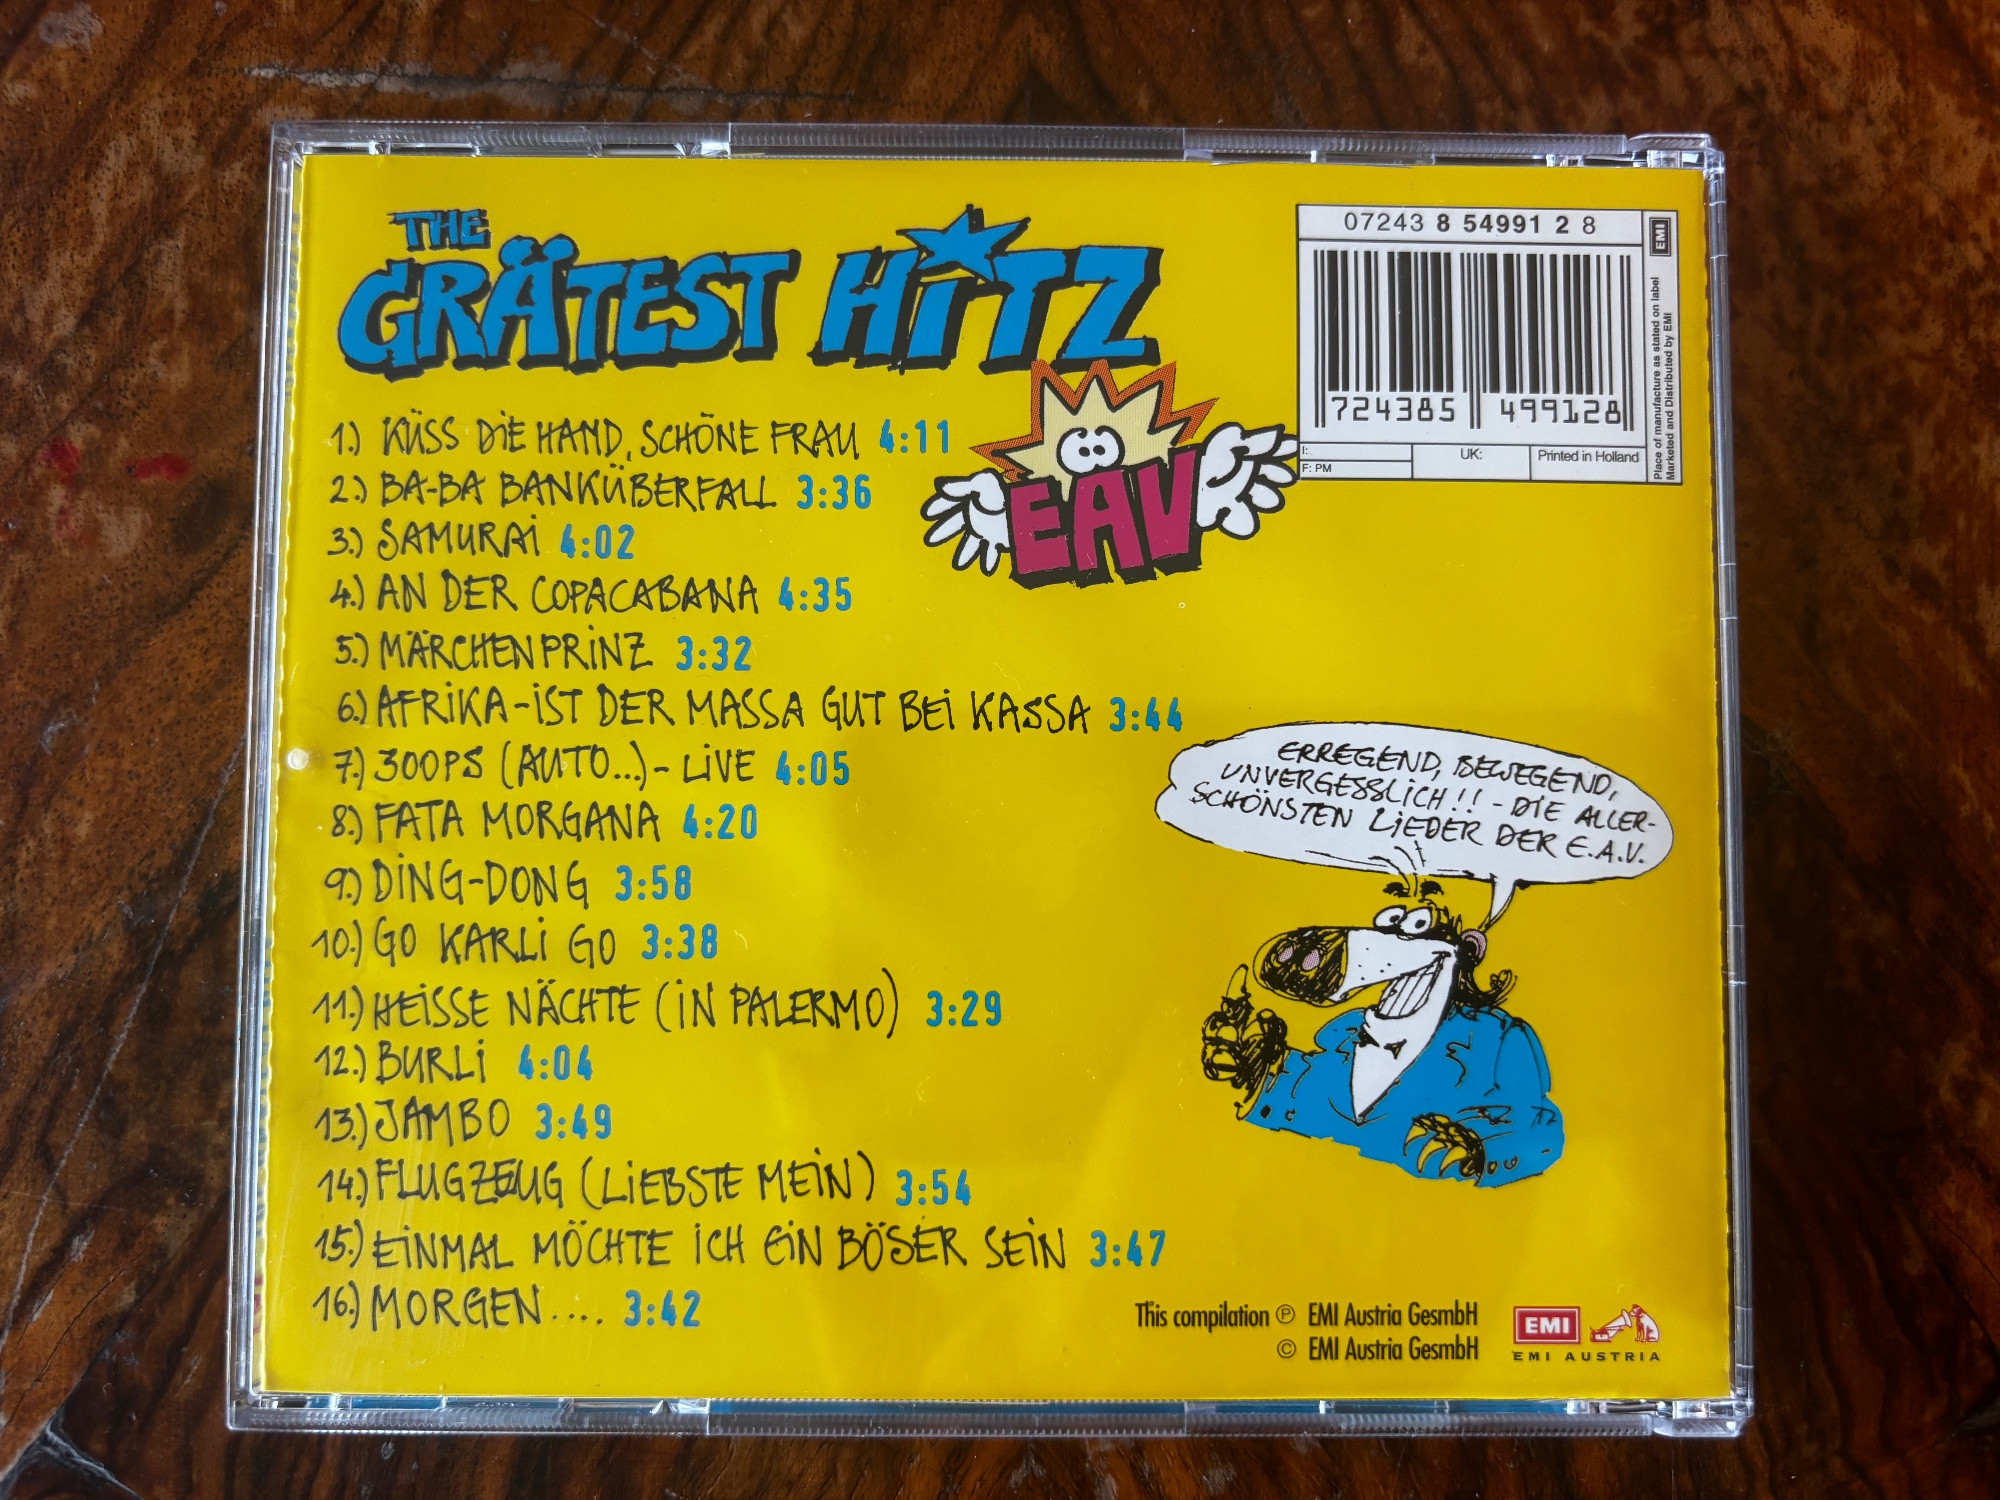 THE
GRÄTEST HiTZ
EAV
07243 8 54991 2 8
EMI
724385 499128
I:
F: PM
UK:
Printed in Holland
Place of manufacture as stated on label
Marketed and Distributed by EMI
1.) KÜSS DiE HAND, SCHÖNE FRAU 4:11
2.) BA-BA BANKÜBERFALL 3:36
3.) SAMURAi 4:02
4.) AN DER COPACABANA 4:35
5.) MÄRCHENPRiNZ 3:32
6.) AFRiKA-iST DER MASSA GUT BEi KASSA 3:44
7.) 300PS (AUTO...) - LiVE 4:05
8.) FATA MORGANA 4:20
9.) DiNG-DONG 3:58
10.) GO KARLi GO 3:38
11.) HEiSSE NÄCHTE (iN PALERMO) 3:29
12.) BURLi 4:04
13.) JAMBO 3:49
14.) FLUGZEUG (LiEBSTE MEiN) 3:54
15.) EiNMAL MÖCHTE iCH EiN BÖSER SEiN 3:47
16.) MORGEN.... 3:42
ERREGEND, BEWEGEND,
UNVERGESSLICH!! - DiE ALLER-
SCHÖNSTEN LiEDER DER E.A.V.
This compilation ℗ EMI Austria GesmbH
© EMI Austria GesmbH
EMI
EMI AUSTRIA